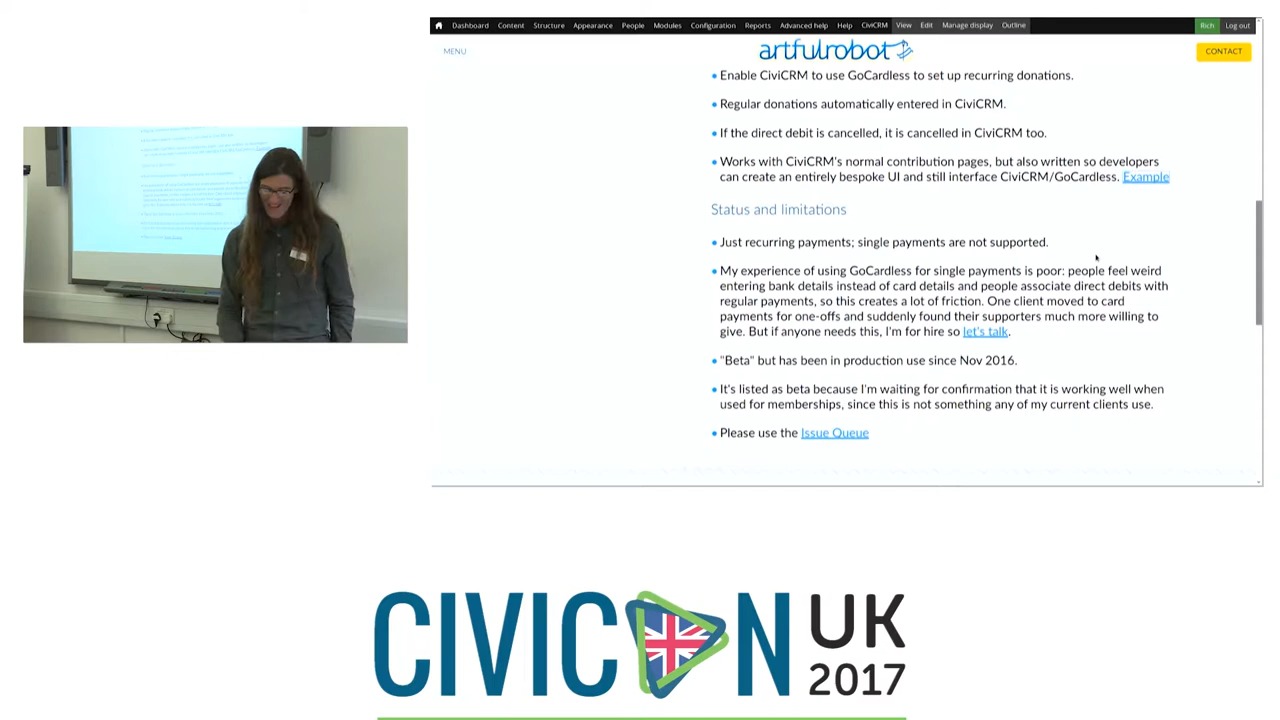 Dashboard Content Structure Appearance People Modules Configuration Reports Advanced help Help CiviCRM View Edit Manage display Outline Rich Log out
MENU artfulrobot CONTACT
• Enable CiviCRM to use GoCardless to set up recurring donations.
• Regular donations automatically entered in CiviCRM.
• If the direct debit is cancelled, it is cancelled in CiviCRM too.
• Works with CiviCRM's normal contribution pages, but also written so developers
can create an entirely bespoke UI and still interface CiviCRM/GoCardless. Example
Status and limitations
• Just recurring payments; single payments are not supported.
• My experience of using GoCardless for single payments is poor: people feel weird
entering bank details instead of card details and people associate direct debits with
regular payments, so this creates a lot of friction. One client moved to card
payments for one-offs and suddenly found their supporters much more willing to
give. But if anyone needs this, I'm for hire so let's talk.
• "Beta" but has been in production use since Nov 2016.
• It's listed as beta because I'm waiting for confirmation that it is working well when
used for memberships, since this is not something any of my current clients use.
• Please use the Issue Queue
CIVICON UK
2017